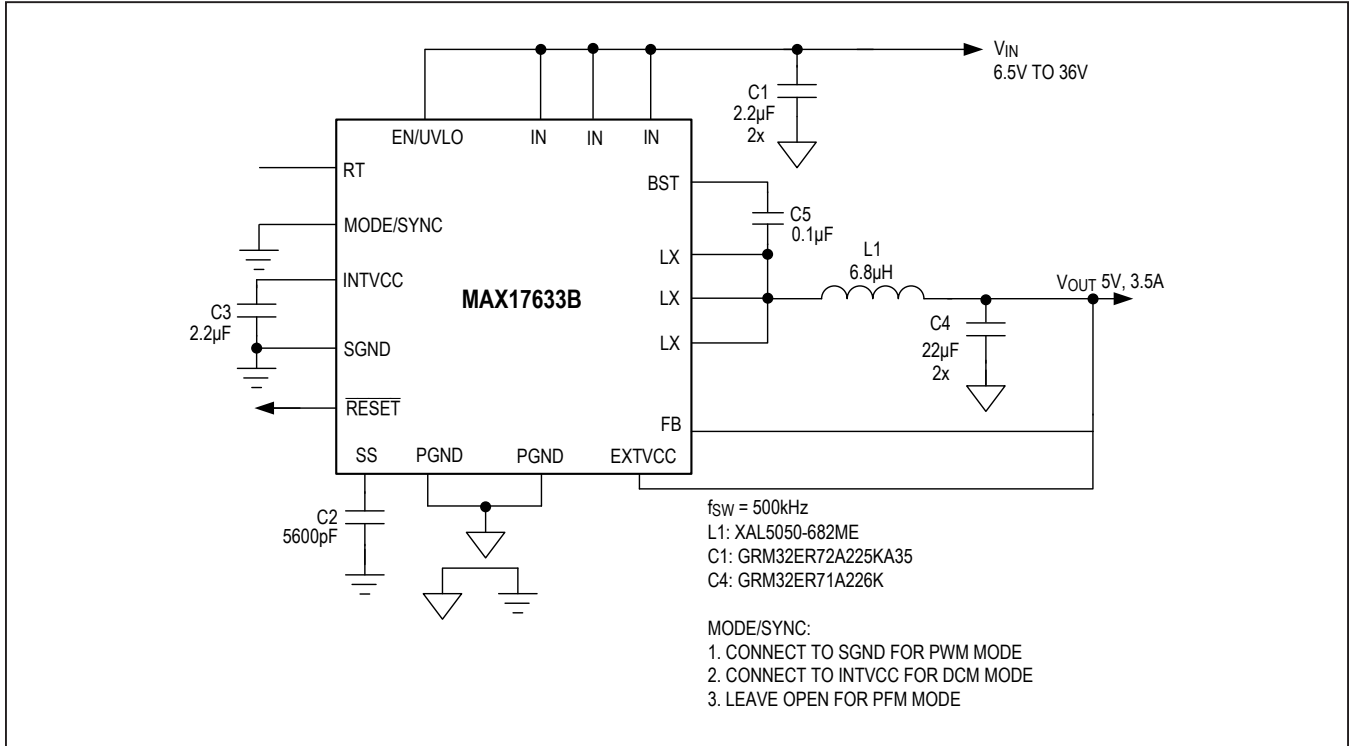 VIN
6.5V TO 36V
C1
2.2µF
2x
EN/UVLO
IN
IN
IN
RT
BST
MODE/SYNC
C5
0.1µF
LX
L1
6.8µH
INTVCC
MAX17633B
LX
VOUT 5V, 3.5A
C3
2.2µF
C4
22µF
2x
SGND
LX
RESET
FB
SS
PGND
PGND
EXTVCC
C2
5600pF
fSW = 500kHz
L1: XAL5050-682ME
C1: GRM32ER72A225KA35
C4: GRM32ER71A226K
MODE/SYNC:
1. CONNECT TO SGND FOR PWM MODE
2. CONNECT TO INTVCC FOR DCM MODE
3. LEAVE OPEN FOR PFM MODE